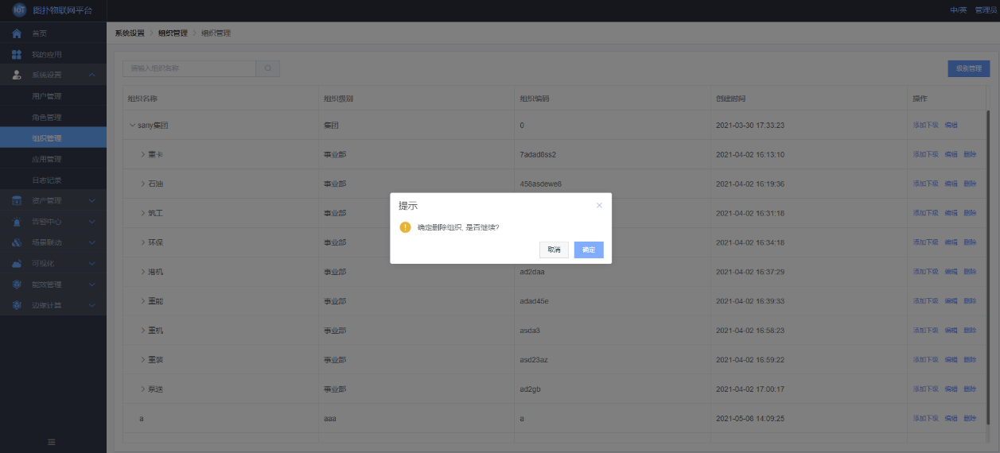 IOT 图扑物联网平台
中/英 管理员
首页
我的应用
系统设置
用户管理
角色管理
组织管理
应用管理
日志记录
资产管理
告警中心
场景联动
可视化
能效管理
边缘计算
系统设置 > 组织管理 > 组织管理
请输入组织名称
级别管理
组织名称 组织级别 组织编码 创建时间 操作
sany集团 集团 0 2021-03-30 17:33:23 添加下级 编辑
重卡 事业部 7adad8ss2 2021-04-02 16:13:10 添加下级 编辑 删除
石油 事业部 458asdewe8 2021-04-02 16:19:36 添加下级 编辑 删除
筑工 事业部 2021-04-02 16:31:18 添加下级 编辑 删除
环保 事业部 2021-04-02 16:34:18 添加下级 编辑 删除
港机 事业部 ad2daa 2021-04-02 16:37:29 添加下级 编辑 删除
重能 事业部 adad45e 2021-04-02 16:39:33 添加下级 编辑 删除
重机 事业部 asda3 2021-04-02 16:58:23 添加下级 编辑 删除
重装 事业部 asd23az 2021-04-02 16:59:22 添加下级 编辑 删除
泵送 事业部 ad2gb 2021-04-02 17:00:17 添加下级 编辑 删除
a aaa a 2021-05-08 14:09:25 添加下级 编辑 删除
提示
确定删除组织, 是否继续?
取消 确定